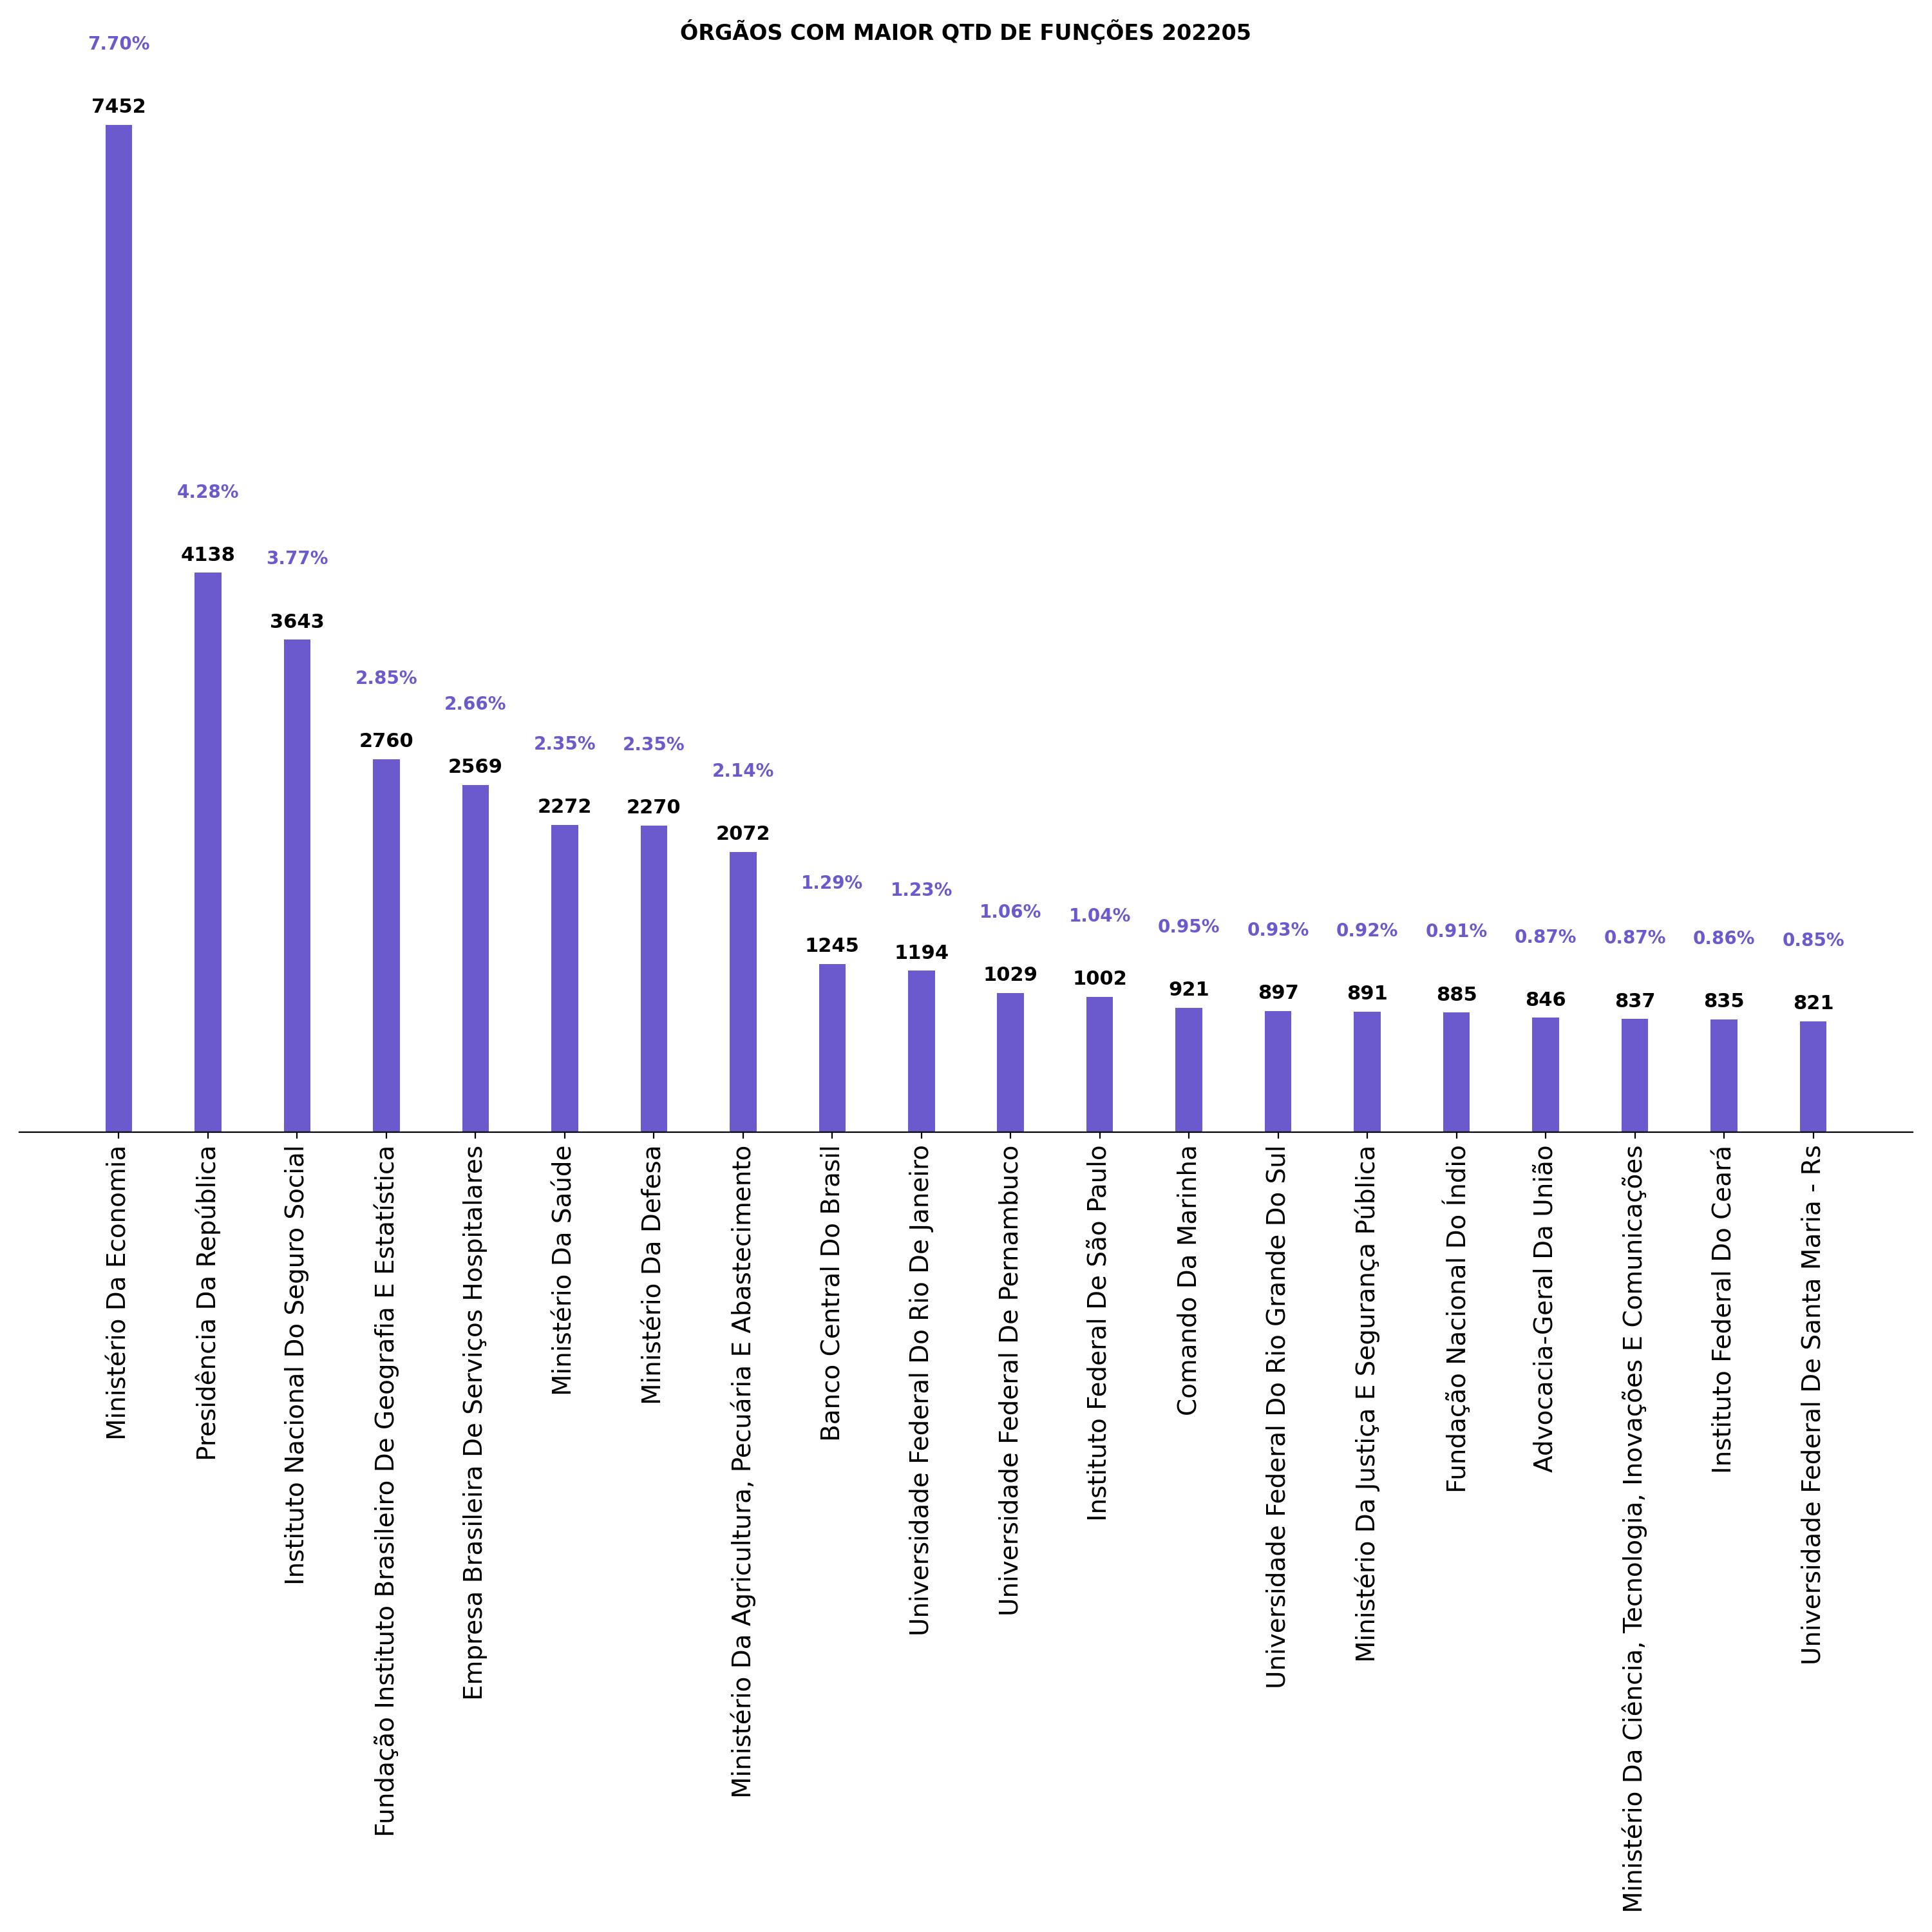 ÓRGÃOS COM MAIOR QTD DE FUNÇÕES 202205
7.70%
7452
4.28%
4138
3.77%
3643
2.85%
2760
2.66%
2569
2.35%
2272
2.35%
2270
2.14%
2072
1.29%
1245
1.23%
1194
1.06%
1029
1.04%
1002
0.95%
921
0.93%
897
0.92%
891
0.91%
885
0.87%
846
0.87%
837
0.86%
835
0.85%
821
Ministério Da Economia
Presidência Da República
Instituto Nacional Do Seguro Social
Fundação Instituto Brasileiro De Geografia E Estatística
Empresa Brasileira De Serviços Hospitalares
Ministério Da Saúde
Ministério Da Defesa
Ministério Da Agricultura, Pecuária E Abastecimento
Banco Central Do Brasil
Universidade Federal Do Rio De Janeiro
Universidade Federal De Pernambuco
Instituto Federal De São Paulo
Comando Da Marinha
Universidade Federal Do Rio Grande Do Sul
Ministério Da Justiça E Segurança Pública
Fundação Nacional Do Índio
Advocacia-Geral Da União
Ministério Da Ciência, Tecnologia, Inovações E Comunicações
Instituto Federal Do Ceará
Universidade Federal De Santa Maria - Rs